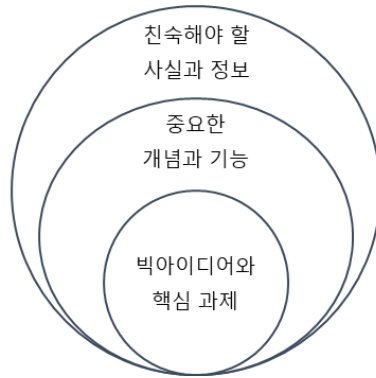 친숙해야 할
사실과 정보
중요한
개념과 기능
빅아이디어와
핵심 과제